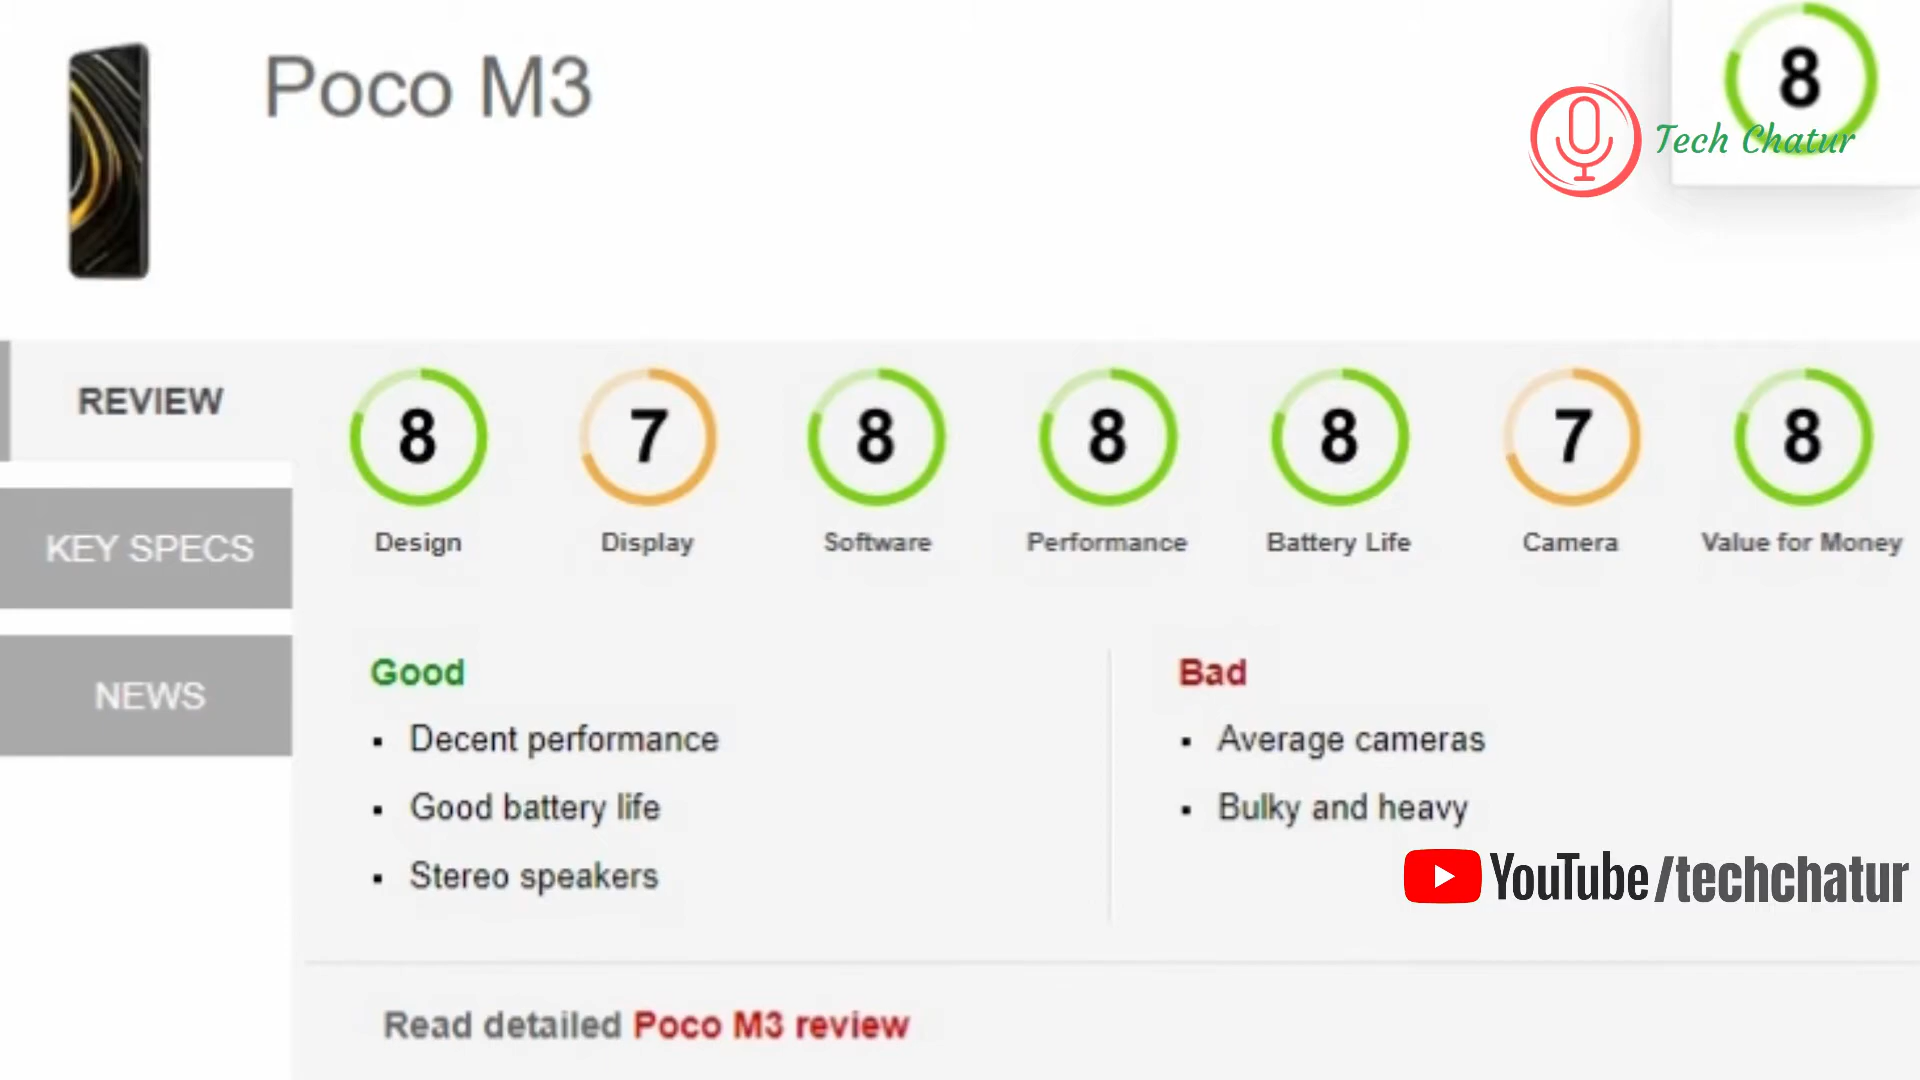 Poco M3
8
Tech Chatur
REVIEW
KEY SPECS
NEWS
8 7 8 8 8 7 8
Design Display Software Performance Battery Life Camera Value for Money
Good
Decent performance
Good battery life
Stereo speakers
Bad
Average cameras
Bulky and heavy
YouTube/techchatur
Read detailed Poco M3 review